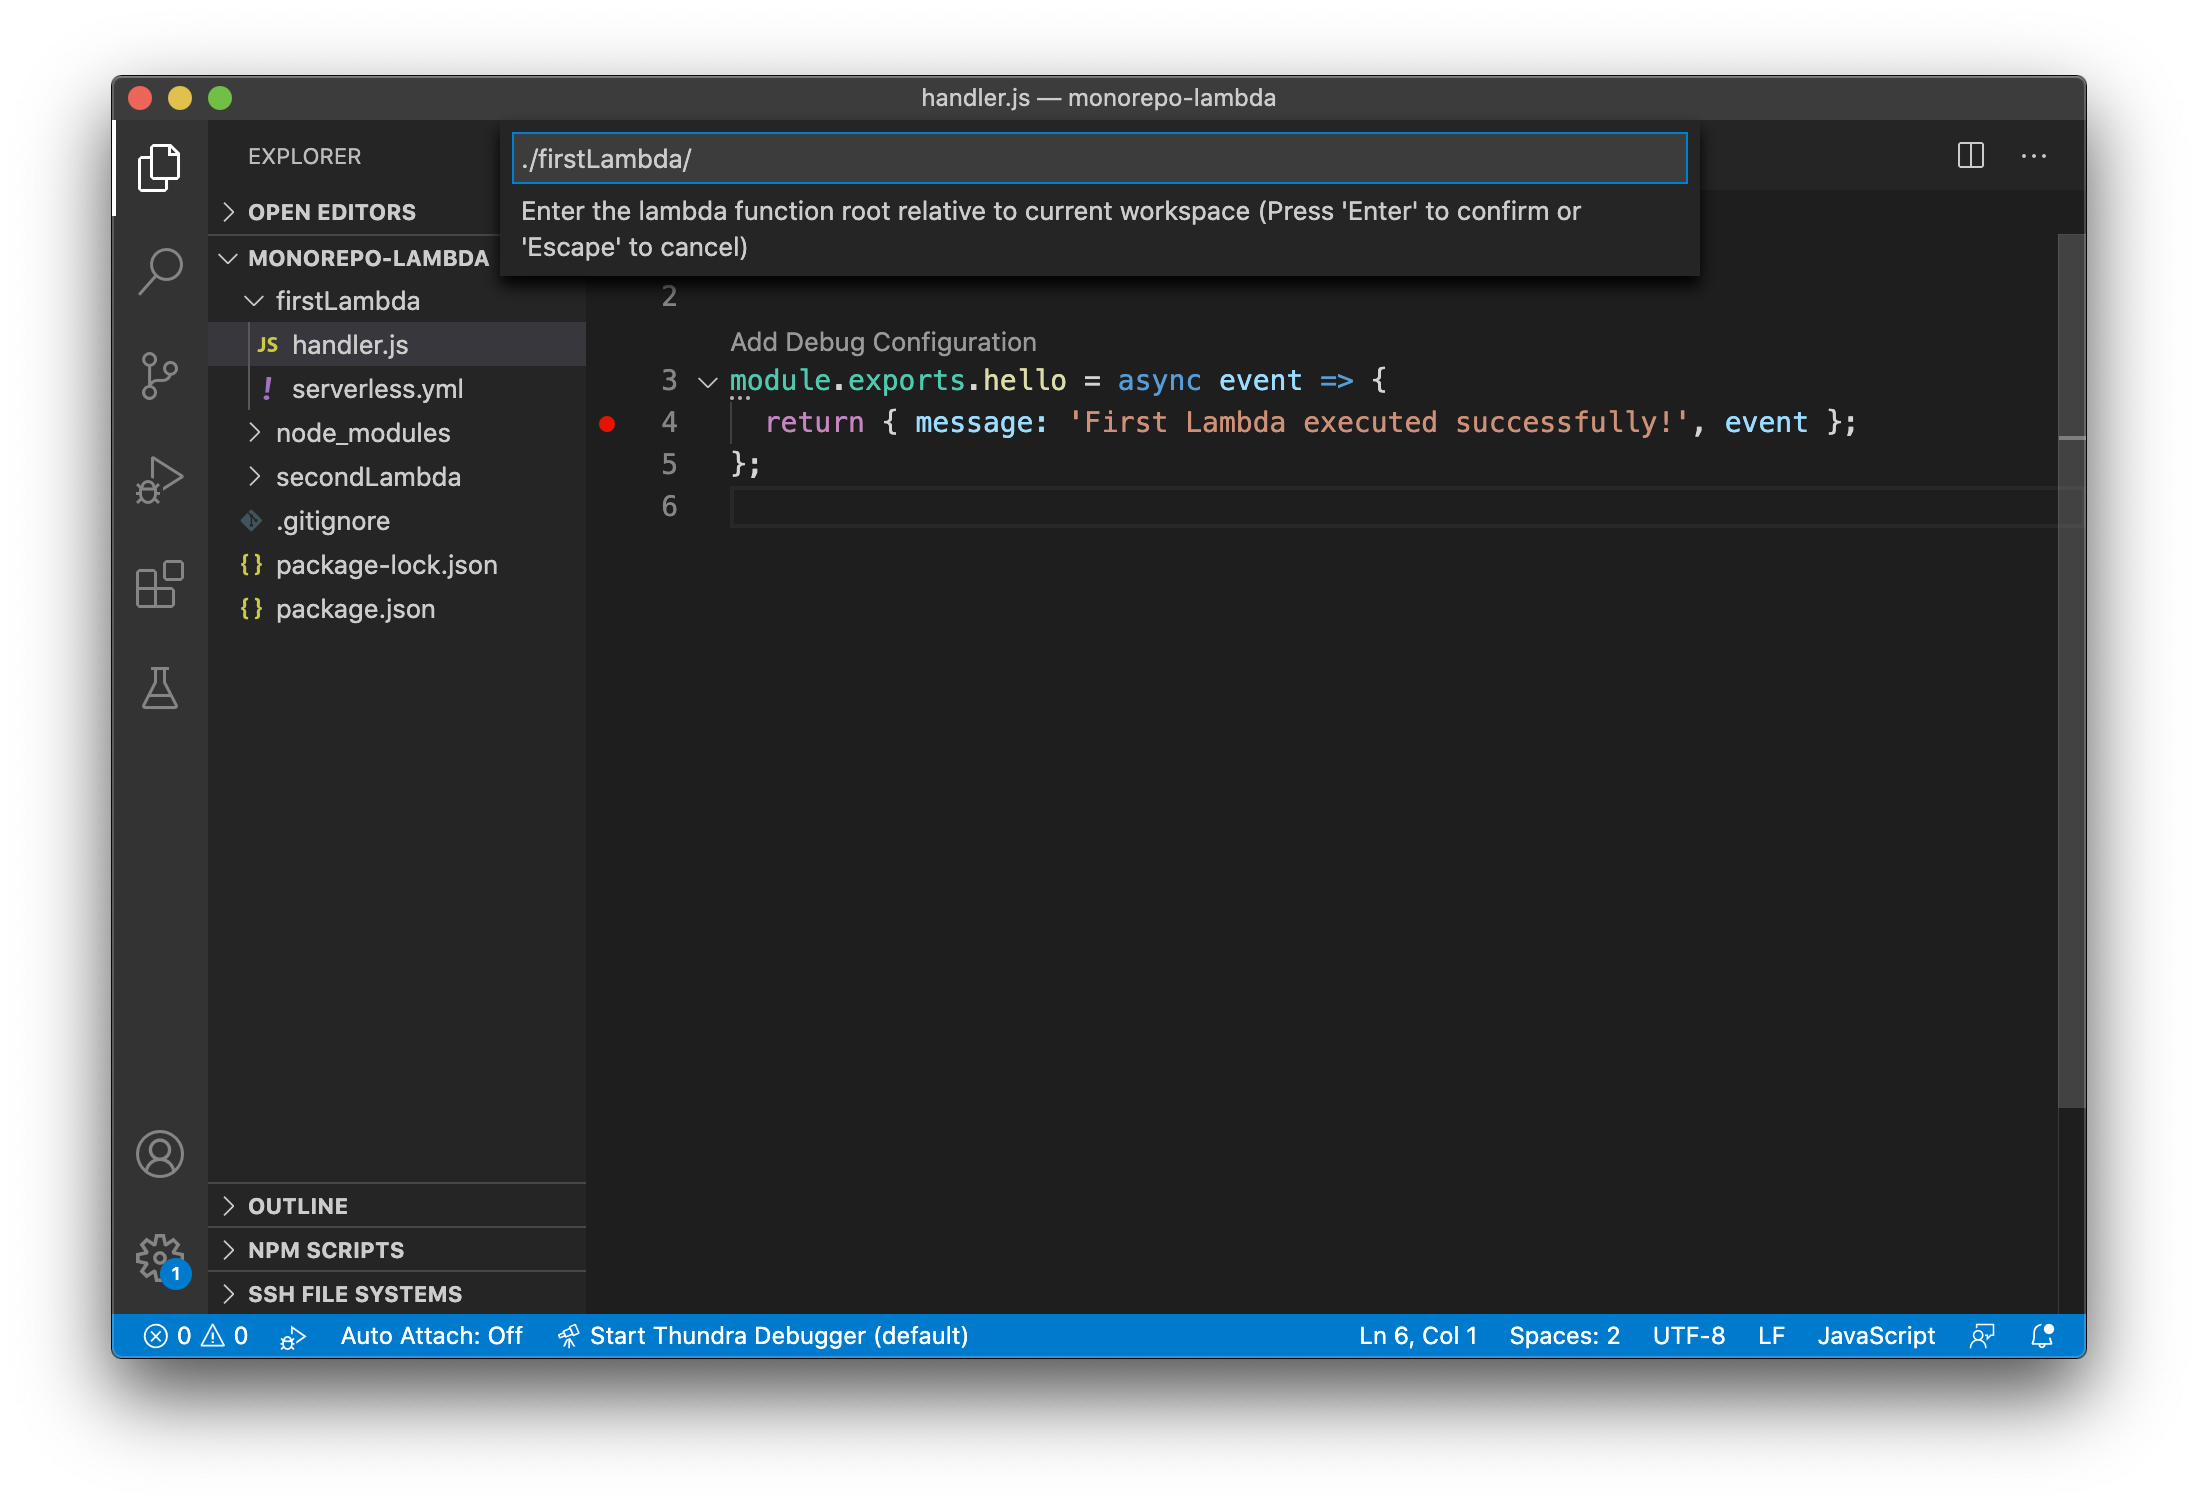 handler.js — monorepo-lambda
EXPLORER
./firstLambda/
Enter the lambda function root relative to current workspace (Press 'Enter' to confirm or
'Escape' to cancel)
OPEN EDITORS
MONOREPO-LAMBDA
firstLambda
JS handler.js
! serverless.yml
node_modules
secondLambda
.gitignore
{} package-lock.json
{} package.json
2
Add Debug Configuration
3 module.exports.hello = async event => {
4 return { message: 'First Lambda executed successfully!', event };
5 };
6
OUTLINE
NPM SCRIPTS
SSH FILE SYSTEMS
1
0 0 Auto Attach: Off Start Thundra Debugger (default) Ln 6, Col 1 Spaces: 2 UTF-8 LF JavaScript